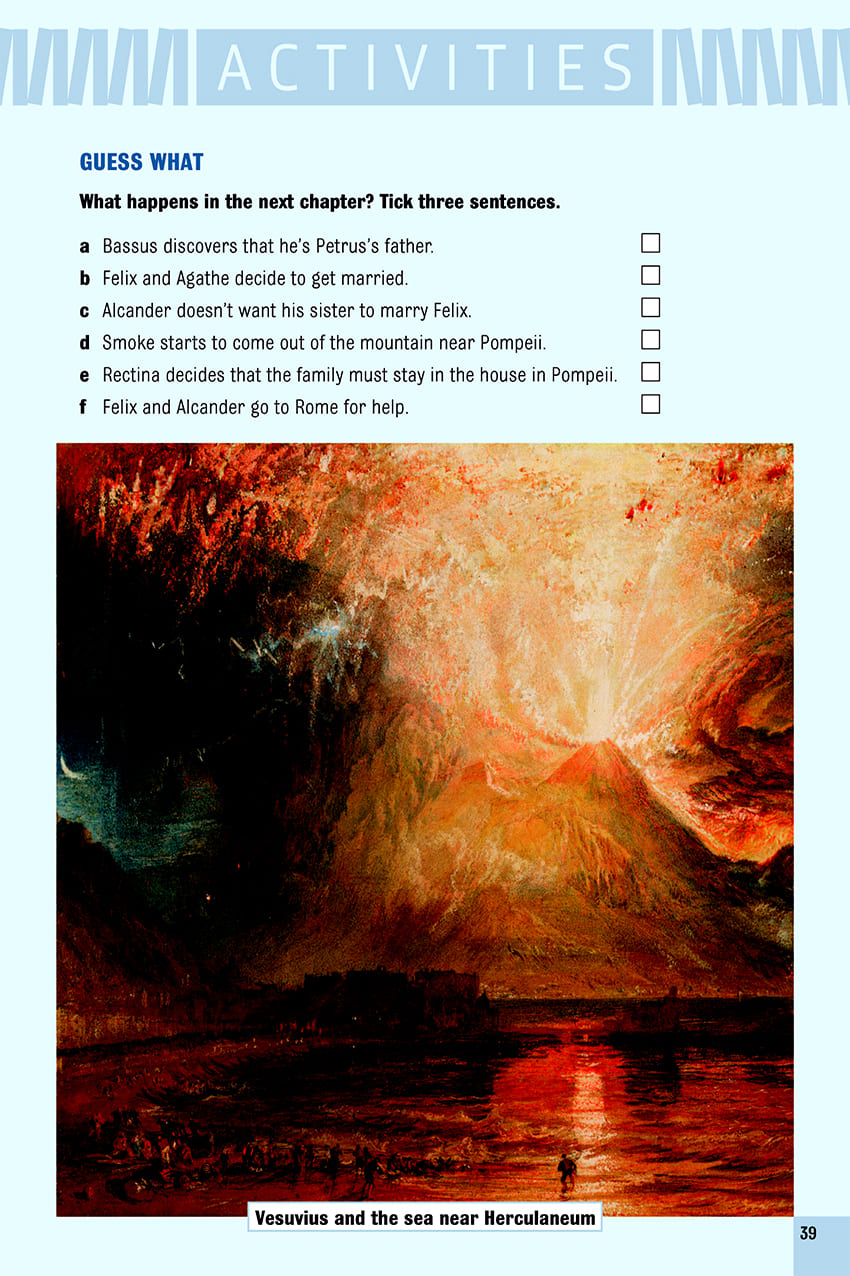 ACTIVITIES
GUESS WHAT
What happens in the next chapter? Tick three sentences.
a Bassus discovers that he's Petrus's father.
b Felix and Agathe decide to get married.
c Alcander doesn't want his sister to marry Felix.
d Smoke starts to come out of the mountain near Pompeii.
e Rectina decides that the family must stay in the house in Pompeii.
f Felix and Alcander go to Rome for help.
Vesuvius and the sea near Herculaneum
39